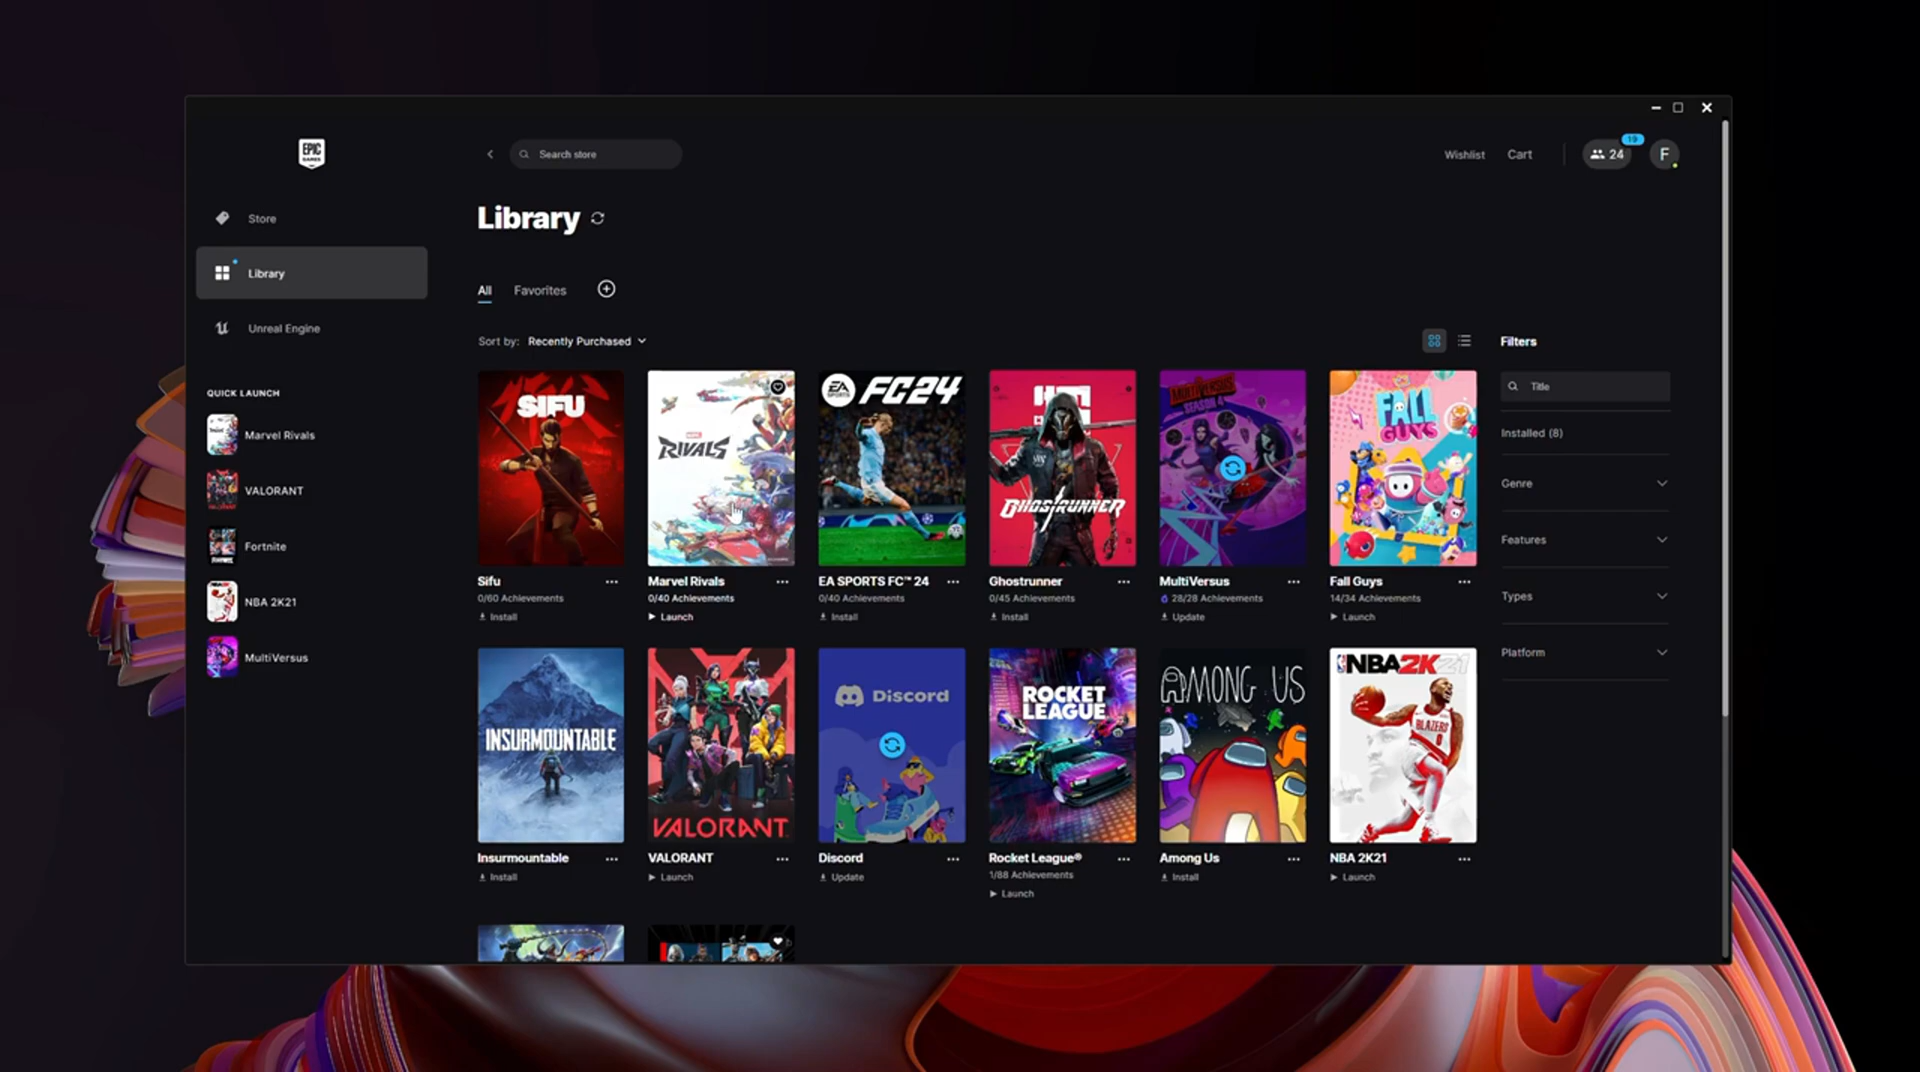 EPIC
GAMES
Search store
Wishlist
Cart
24
19
F
Store
Library
Unreal Engine
QUICK LAUNCH
Marvel Rivals
VALORANT
Fortnite
NBA 2K21
MultiVersus
Library
All
Favorites
Sort by: Recently Purchased
Filters
Title
Installed (8)
Genre
Features
Types
Platform
SIFU
MARVEL
RIVALS
EA
SPORTS
FC24
GHOSTRUNNER
MULTIVERSUS
SEASON 4
FALL
GUYS
Sifu
0/60 Achievements
Install
Marvel Rivals
0/40 Achievements
Launch
EA SPORTS FC™ 24
0/40 Achievements
Install
Ghostrunner
0/45 Achievements
Install
MultiVersus
28/28 Achievements
Update
Fall Guys
14/34 Achievements
Launch
INSURMOUNTABLE
VALORANT
Discord
ROCKET
LEAGUE
AMONG US
NBA2K21
BLAZERS
0
Insurmountable
Install
VALORANT
Launch
Discord
Update
Rocket League®
1/88 Achievements
Launch
Among Us
Install
NBA 2K21
Launch